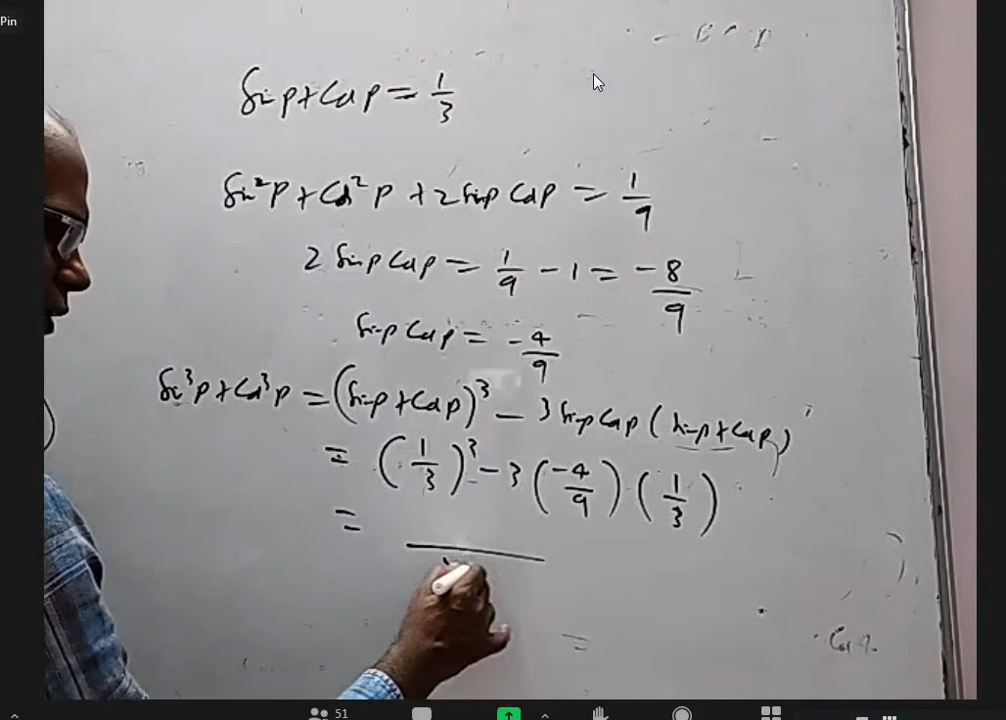 Pin
Sin p + Cos p = 1/3
Sin²p + Cos²p + 2 Sin p Cos p = 1/9
2 Sin p Cos p = 1/9 - 1 = -8/9
Sin p Cos p = -4/9
Sin³p + Cos³p = (Sin p + Cos p)³ - 3 Sin p Cos p (Sin p + Cos p)
= (1/3)³ - 3 (-4/9) (1/3)
=
=
51